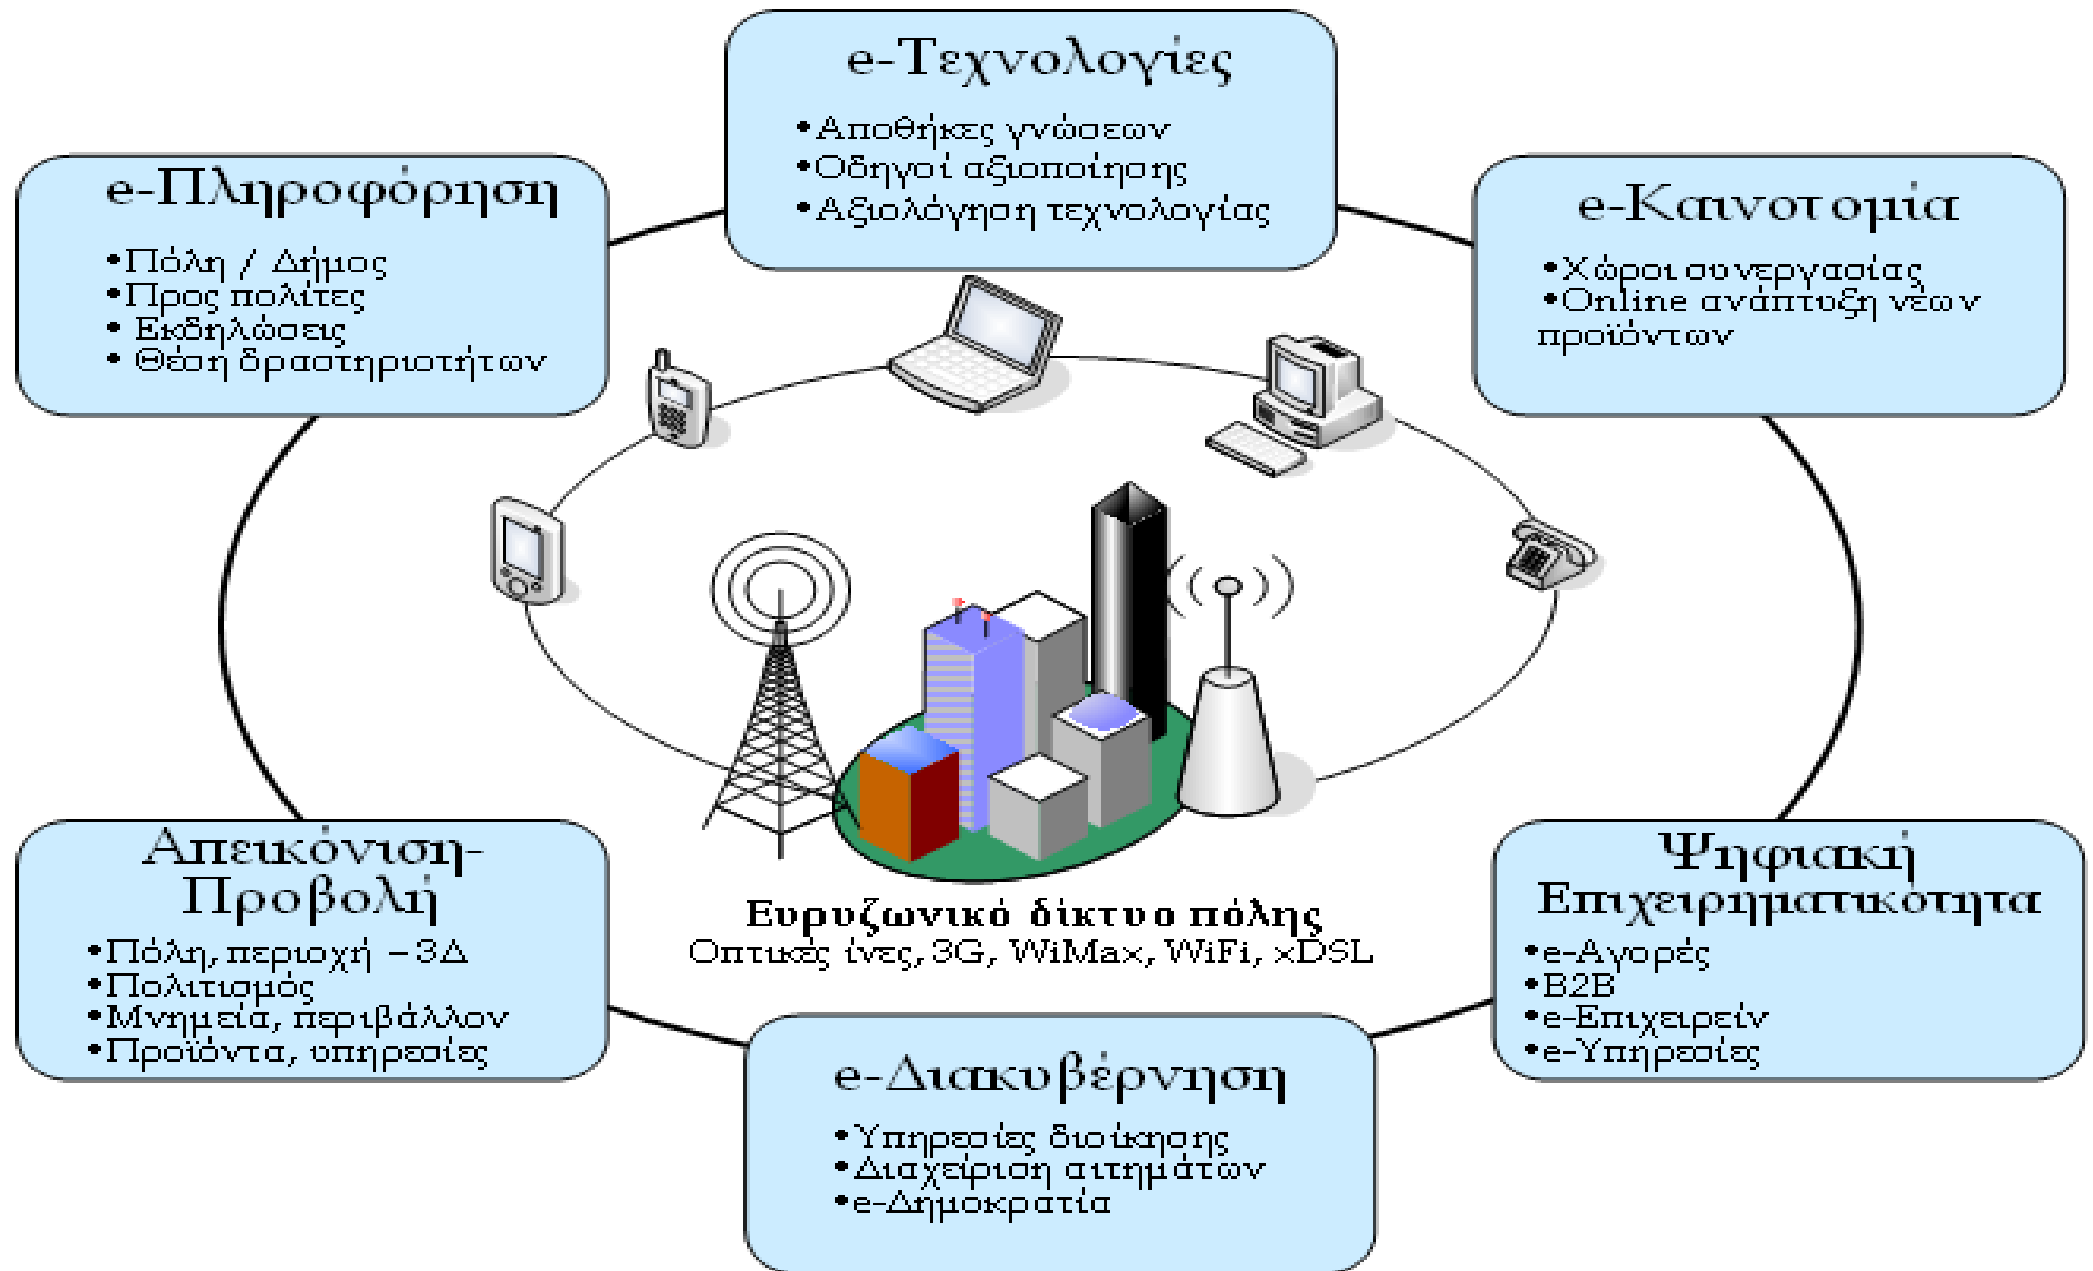 e-Τεχνολογίες
•Αποθήκες γνώσεων
•Οδηγοί αξιοποίησης
•Αξιολόγηση τεχνολογίας
e-Πληροφόρηση
•Πόλη / Δήμος
•Προς πολίτες
• Εκδηλώσεις
• Θέση δραστηριοτήτων
e-Καινοτομία
•Χώροι συνεργασίας
•Online ανάπτυξη νέων
προϊόντων
Απεικόνιση-
Προβολή
•Πόλη, περιοχή – 3Δ
•Πολιτισμός
•Μνημεία, περιβάλλον
•Προϊόντα, υπηρεσίες
Ευρυζωνικό δίκτυο πόλης
Οπτικές ίνες, 3G, WiMax, WiFi, xDSL
Ψηφιακή
Επιχειρηματικότητα
•e-Αγορές
•B2B
•e-Επιχειρείν
•e-Υπηρεσίες
e-Διακυβέρνηση
•Υπηρεσίες διοίκησης
•Διαχείριση αιτημάτων
•e-Δημοκρατία